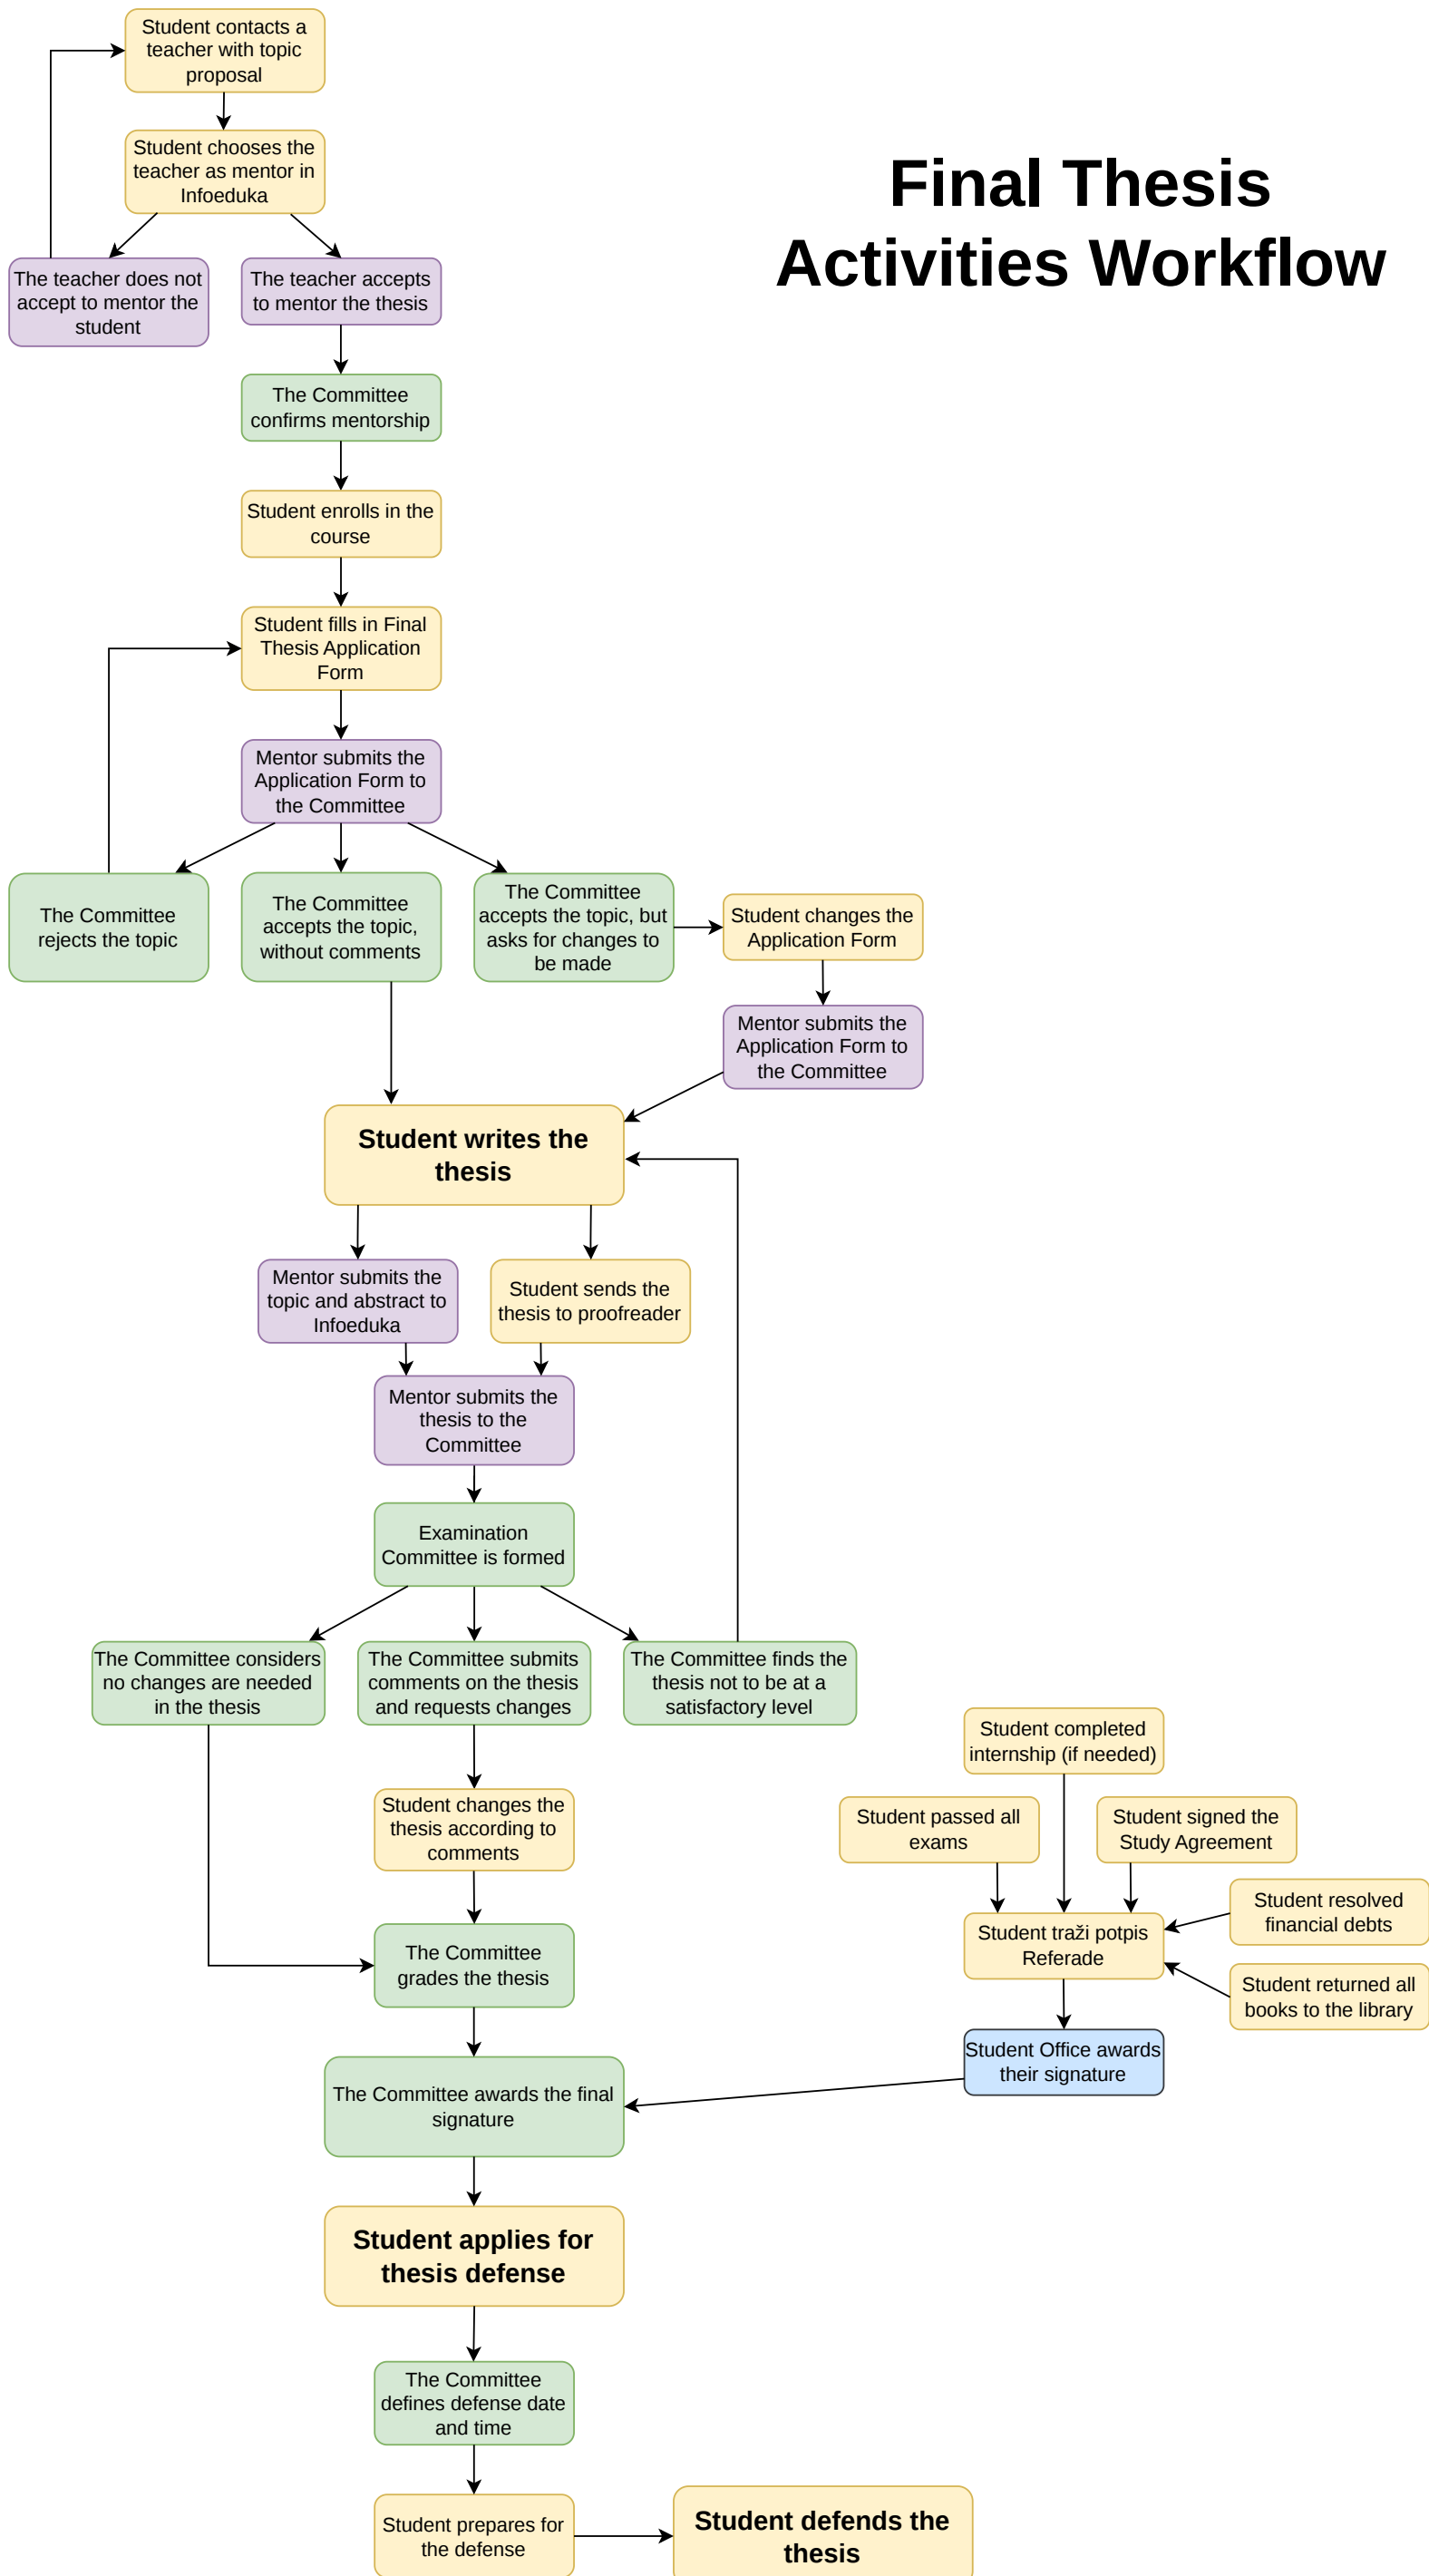 Student contacts a
teacher with topic
proposal
Final Thesis
Activities Workflow
Student chooses the
teacher as mentor in
Infoeduka
The teacher does not
accept to mentor the
student
The teacher accepts
to mentor the thesis
The Committee
confirms mentorship
Student enrolls in the
course
Student fills in Final
Thesis Application
Form
Mentor submits the
Application Form to
the Committee
The Committee
rejects the topic
The Committee
accepts the topic,
without comments
The Committee
accepts the topic, but
asks for changes to
be made
Student changes the
Application Form
Mentor submits the
Application Form to
the Committee
Student writes the
thesis
Mentor submits the
topic and abstract to
Infoeduka
Student sends the
thesis to proofreader
Mentor submits the
thesis to the
Committee
Examination
Committee is formed
The Committee considers
no changes are needed
in the thesis
The Committee submits
comments on the thesis
and requests changes
The Committee finds the
thesis not to be at a
satisfactory level
Student completed
internship (if needed)
Student changes the
thesis according to
comments
Student passed all
exams
Student signed the
Study Agreement
Student resolved
financial debts
The Committee
grades the thesis
Student traži potpis
Referade
Student returned all
books to the library
Student Office awards
their signature
The Committee awards the final
signature
Student applies for
thesis defense
The Committee
defines defense date
and time
Student prepares for
the defense
Student defends the
thesis